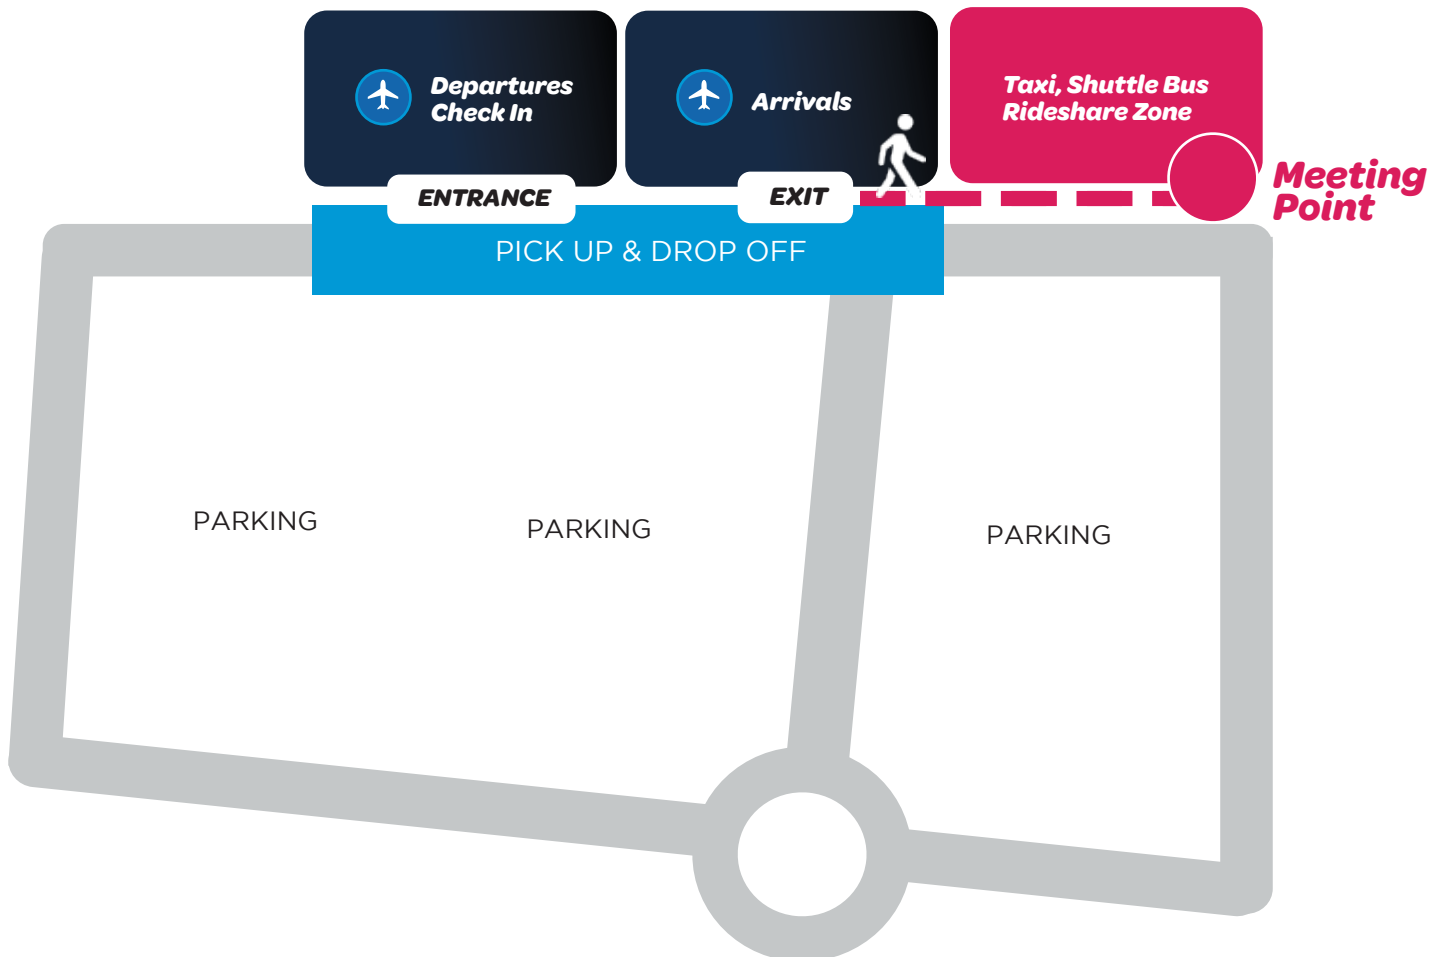 Departures
Check In
Arrivals
Taxi, Shuttle Bus
Rideshare Zone
ENTRANCE
EXIT
Meeting
Point
PICK UP & DROP OFF
PARKING
PARKING
PARKING